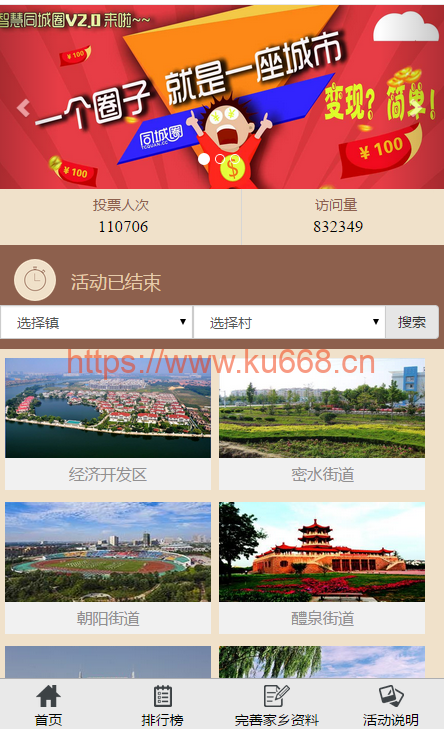 智慧同城圈V2.0 来啦~~
一个圈子 就是一座城市
变现？简单！
¥100
同城圈
TCQUAN.CC
¥100
¥100
投票人次
访问量
110706
832349
活动已结束
选择镇
选择村
搜索
https://www.ku668.cn
经济开发区
密水街道
朝阳街道
醴泉街道
首页
排行榜
完善家乡资料
活动说明